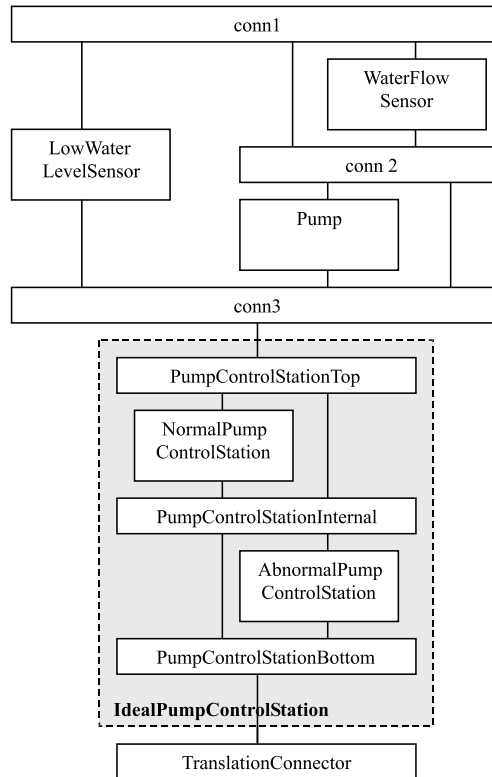 conn1
WaterFlow
Sensor
LowWater
LevelSensor
conn 2
Pump
conn3
PumpControlStationTop
NormalPump
ControlStation
PumpControlStationInternal
AbnormalPump
ControlStation
PumpControlStationBottom
IdealPumpControlStation
TranslationConnector